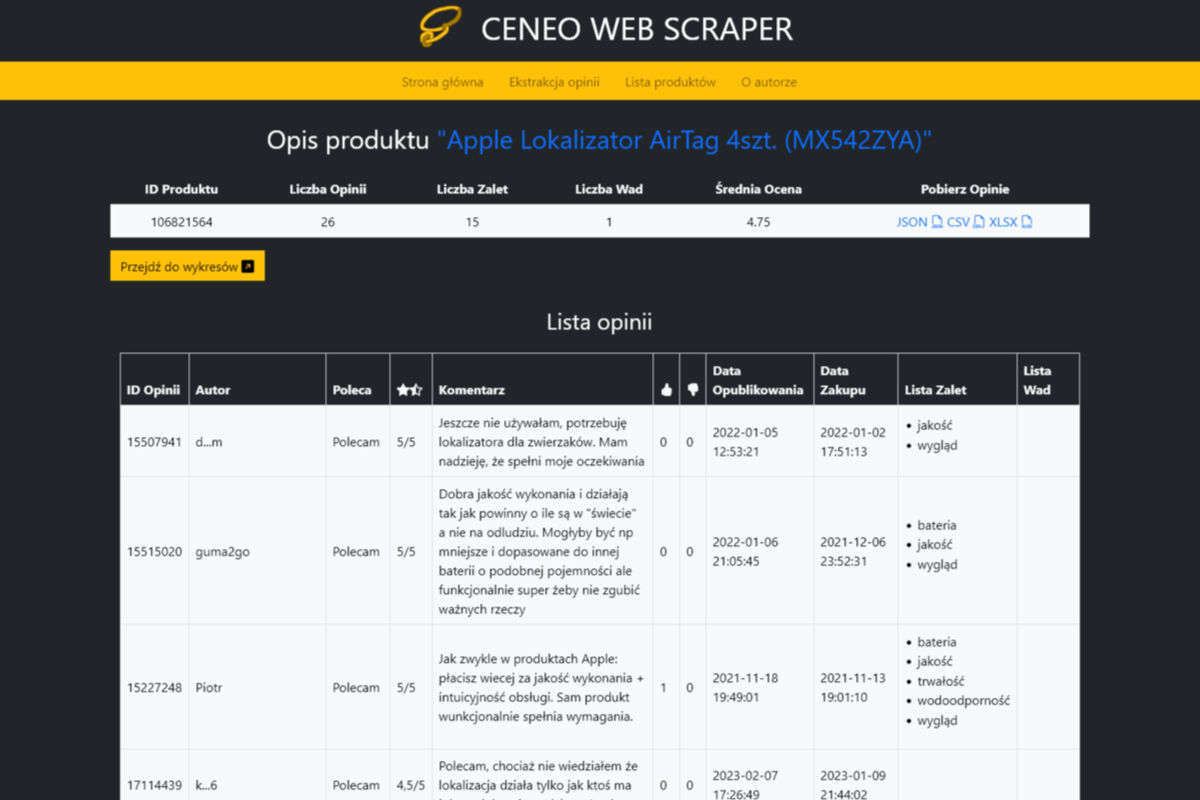 CENEO WEB SCRAPER
Strona główna Ekstrakcja opinii Lista produktów O autorze
Opis produktu "Apple Lokalizator AirTag 4szt. (MX542ZYA)"
ID Produktu Liczba Opinii Liczba Zalet Liczba Wad Średnia Ocena Pobierz Opinie
106821564 26 15 1 4.75 JSON CSV XLSX
Przejdź do wykresów
Lista opinii
ID Opinii Autor Poleca Komentarz Data Opublikowania Data Zakupu Lista Zalet Lista Wad
15507941 d...m Polecam 5/5
Jeszcze nie używałam, potrzebuję
lokalizatora dla zwierzaków. Mam
nadzieję, że spełni moje oczekiwania
0 0
2022-01-05
12:53:21
2022-01-02
17:51:13
• jakość
• wygląd
15515020 guma2go Polecam 5/5
Dobra jakość wykonania i działają
tak jak powinny o ile są w "świecie"
a nie na odludziu. Mogłyby być np
mniejsze i dopasowane do innej
baterii o podobnej pojemności ale
funkcjonalnie super żeby nie zgubić
ważnych rzeczy
0 0
2022-01-06
21:05:45
2021-12-06
23:52:31
• bateria
• jakość
• wygląd
15227248 Piotr Polecam 5/5
Jak zwykle w produktach Apple:
płacisz wiecej za jakość wykonania +
intuicyjność obsługi. Sam produkt
wunkcjonalnie spełnia wymagania.
1 0
2021-11-18
19:49:01
2021-11-13
19:01:10
• bateria
• jakość
• trwałość
• wodoodporność
• wygląd
17114439 k...6 Polecam 4,5/5
Polecam, chociaż nie wiedziałem że
lokalizacja działa tylko jak ktoś ma
0 0
2023-02-07
17:26:49
2023-01-09
21:44:02